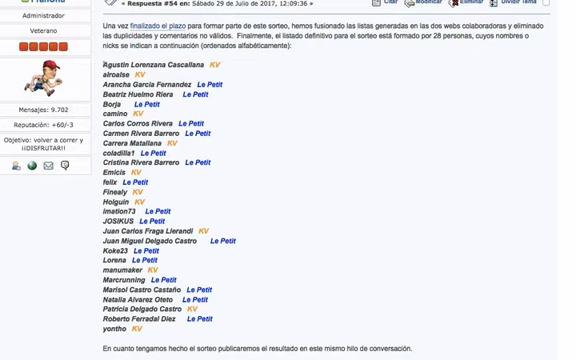 Administrador
Veterano
Mensajes: 9.702
Reputación: +60/-3
Objetivo: volver a correr y ¡¡DISFRUTAR!!
« Respuesta #54 en: Sábado 29 de Julio de 2017, 12:09:36 »
Citar Modificar Eliminar Dividir Tema
Una vez finalizado el plazo para formar parte de este sorteo, hemos fusionado las listas generadas en las dos webs colaboradoras y eliminado
las duplicidades y comentarios no válidos. Finalmente, el listado definitivo para el sorteo está formado por 28 personas, cuyos nombres o
nicks se indican a continuación (ordenados alfabéticamente):
Agustín Lorenzana Cascallana KV
alroalse KV
Arancha Garcia Fernandez Le Petit
Beatriz Huelmo Riera Le Petit
Borja Le Petit
camino KV
Carlos Corros Rivera Le Petit
Carmen Rivera Barrero Le Petit
Carrera Matallana KV
coladilla1 Le Petit
Cristina Rivera Barrero Le Petit
Emicis KV
felix Le Petit
Finealy KV
Holguin KV
imation73 Le Petit
JOSIKUS Le Petit
Juan Carlos Fraga Llerandi KV
Juan Miguel Delgado Castro Le Petit
Koke23 Le Petit
Lorena Le Petit
manumaker KV
Marcrunning Le Petit
Marisol Castro Castaño Le Petit
Natalia Alvarez Oteto Le Petit
Patricia Delgado Castro KV
Roberto Ferradal Diez Le Petit
yontho KV
En cuanto tengamos hecho el sorteo publicaremos el resultado en este mismo hilo de conversación.